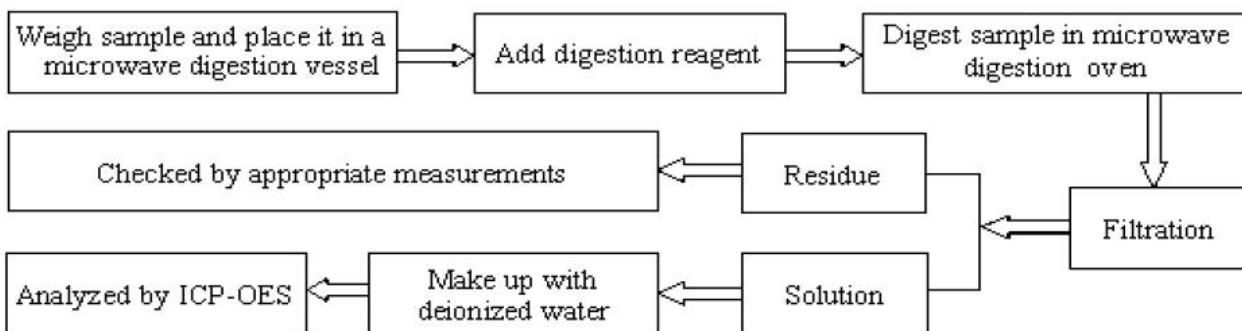 Weigh sample and place it in a
microwave digestion vessel
Add digestion reagent
Digest sample in microwave
digestion oven
Filtration
Residue
Checked by appropriate measurements
Solution
Make up with
deionized water
Analyzed by ICP-OES